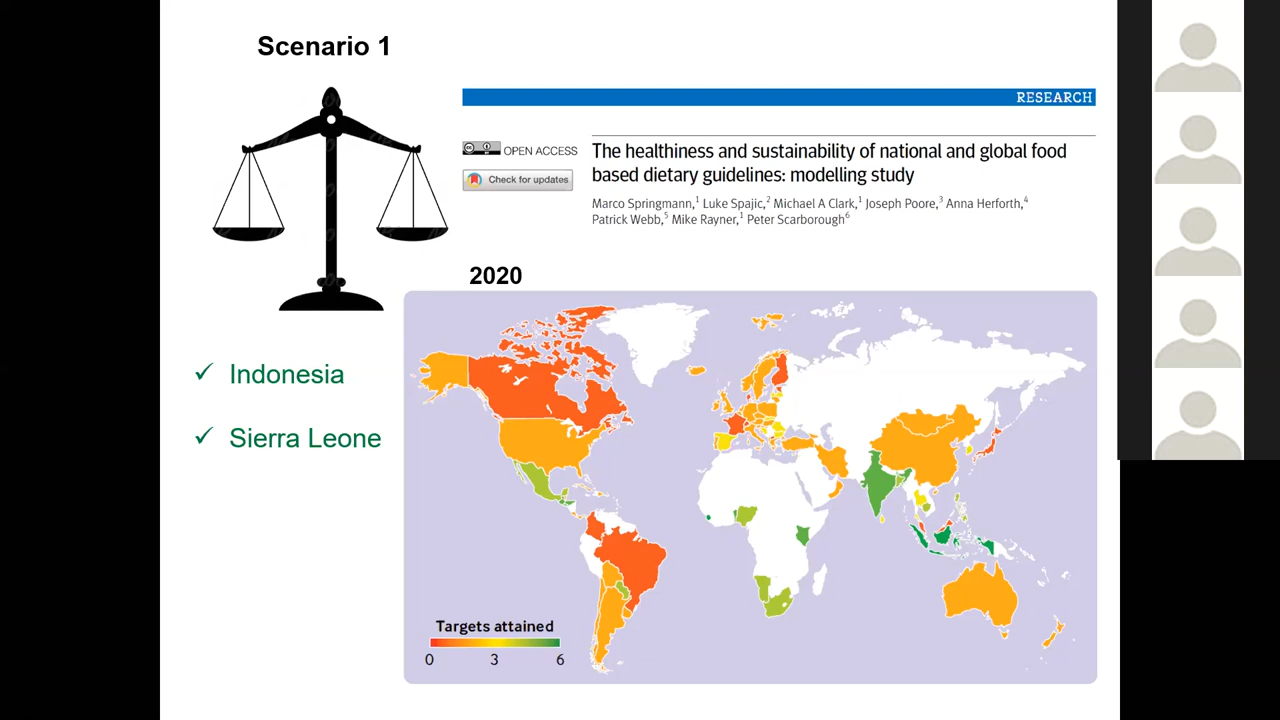 Scenario 1
RESEARCH
OPEN ACCESS
Check for updates
The healthiness and sustainability of national and global food
based dietary guidelines: modelling study
Marco Springmann,1 Luke Spajic,2 Michael A Clark,1 Joseph Poore,3 Anna Herforth,4
Patrick Webb,5 Mike Rayner,1 Peter Scarborough6
2020
✓ Indonesia
✓ Sierra Leone
Targets attained
0 3 6